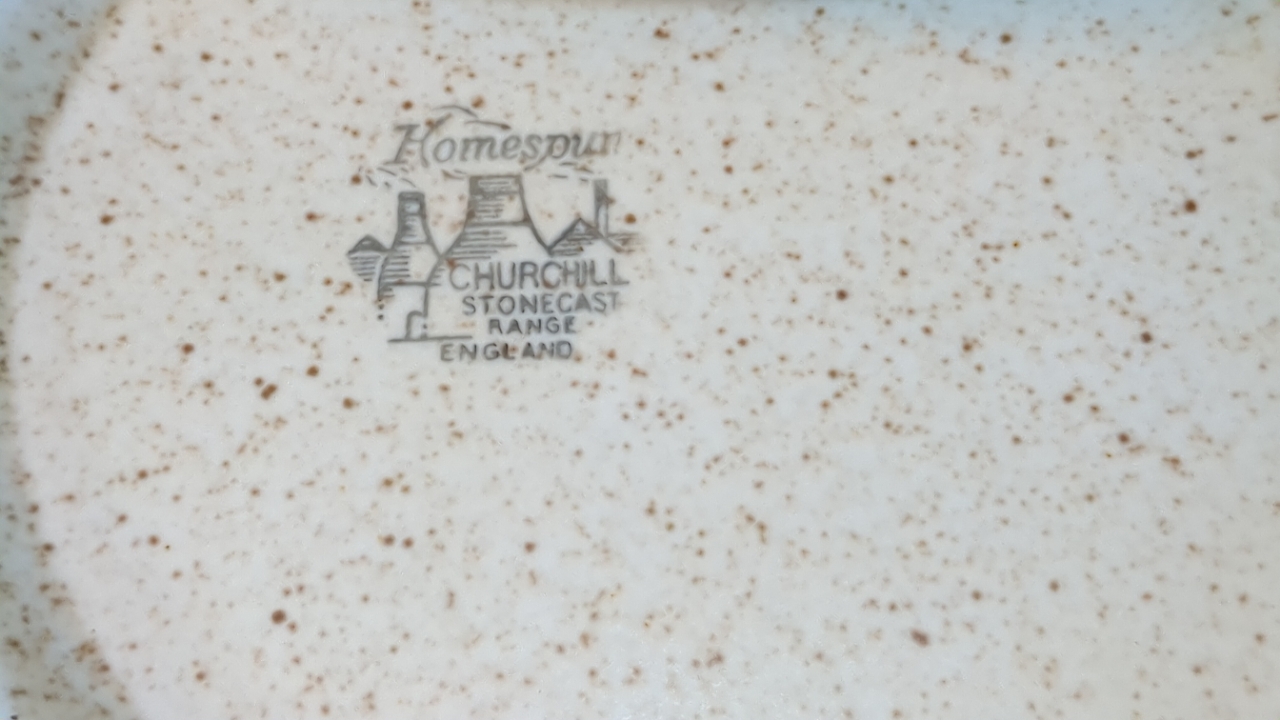 Homespun
CHURCHILL
STONECAST
RANGE
ENGLAND